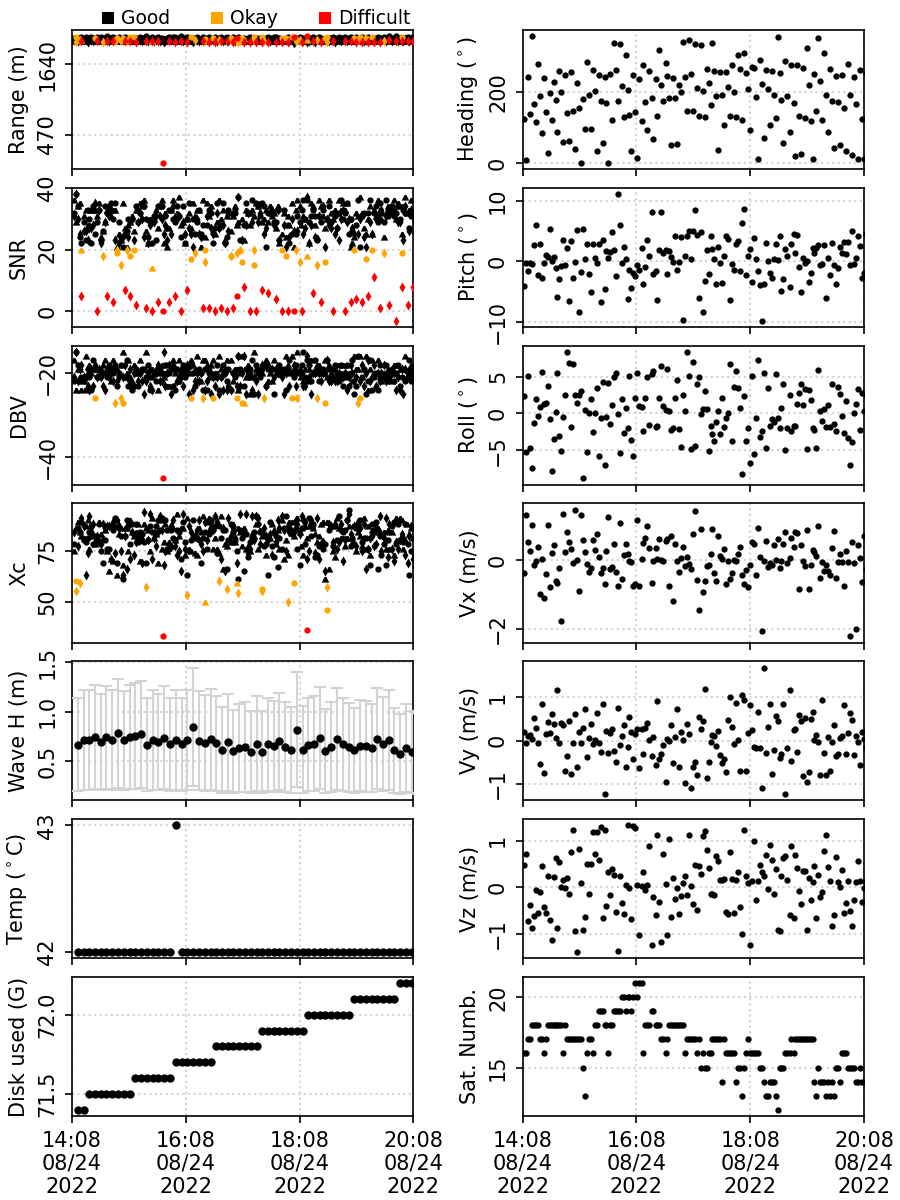 Good Okay Difficult
Range (m)
1640
470
Heading (°)
200
0
SNR
40
20
0
Pitch (°)
10
0
−10
DBV
−20
−40
Roll (°)
5
0
−5
Xc
75
50
Vx (m/s)
0
−2
Wave H (m)
1.5
1.0
0.5
Vy (m/s)
1
0
−1
Temp (°C)
43
42
Vz (m/s)
1
0
−1
Disk used (G)
72.0
71.5
Sat. Numb.
20
15
14:08 16:08 18:08 20:08
08/24 08/24 08/24 08/24
2022 2022 2022 2022
14:08 16:08 18:08 20:08
08/24 08/24 08/24 08/24
2022 2022 2022 2022